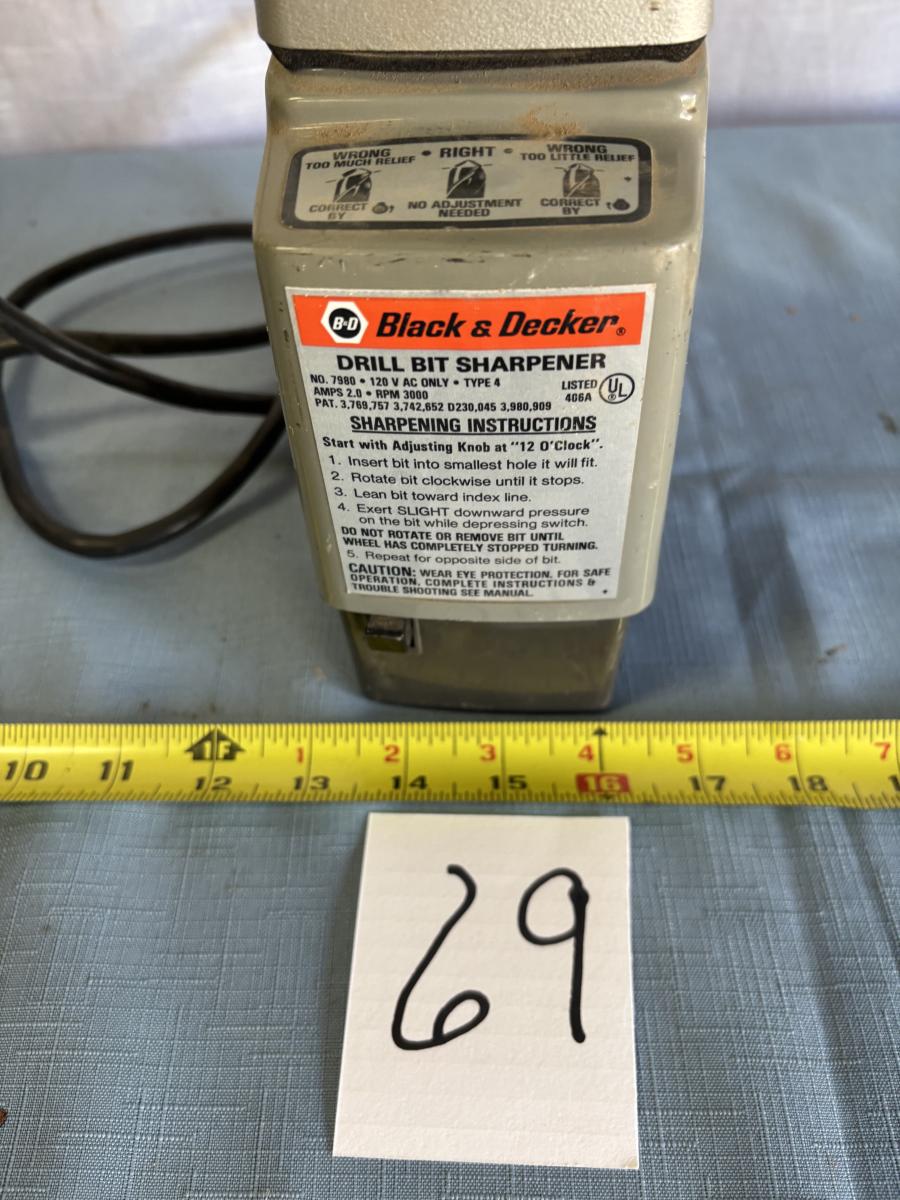 WRONG • RIGHT • WRONG
TOO MUCH RELIEF TOO LITTLE RELIEF
CORRECT BY NO ADJUSTMENT NEEDED CORRECT BY
B&D Black & Decker®
DRILL BIT SHARPENER
NO. 7980 • 120 V AC ONLY • TYPE 4
AMPS 2.0 • RPM 3000
LISTED UL ®
406A
PAT. 3,769,757 3,742,652 D230,045 3,980,909
SHARPENING INSTRUCTIONS
Start with Adjusting Knob at "12 O'Clock".
1. Insert bit into smallest hole it will fit.
2. Rotate bit clockwise until it stops.
3. Lean bit toward index line.
4. Exert SLIGHT downward pressure
on the bit while depressing switch.
DO NOT ROTATE OR REMOVE BIT UNTIL
WHEEL HAS COMPLETELY STOPPED TURNING.
5. Repeat for opposite side of bit.
CAUTION: WEAR EYE PROTECTION. FOR SAFE
OPERATION, COMPLETE INSTRUCTIONS &
TROUBLE SHOOTING SEE MANUAL.
1F 1 2 3 4 5 6 7
10 11 12 13 14 15 16 17 18
69